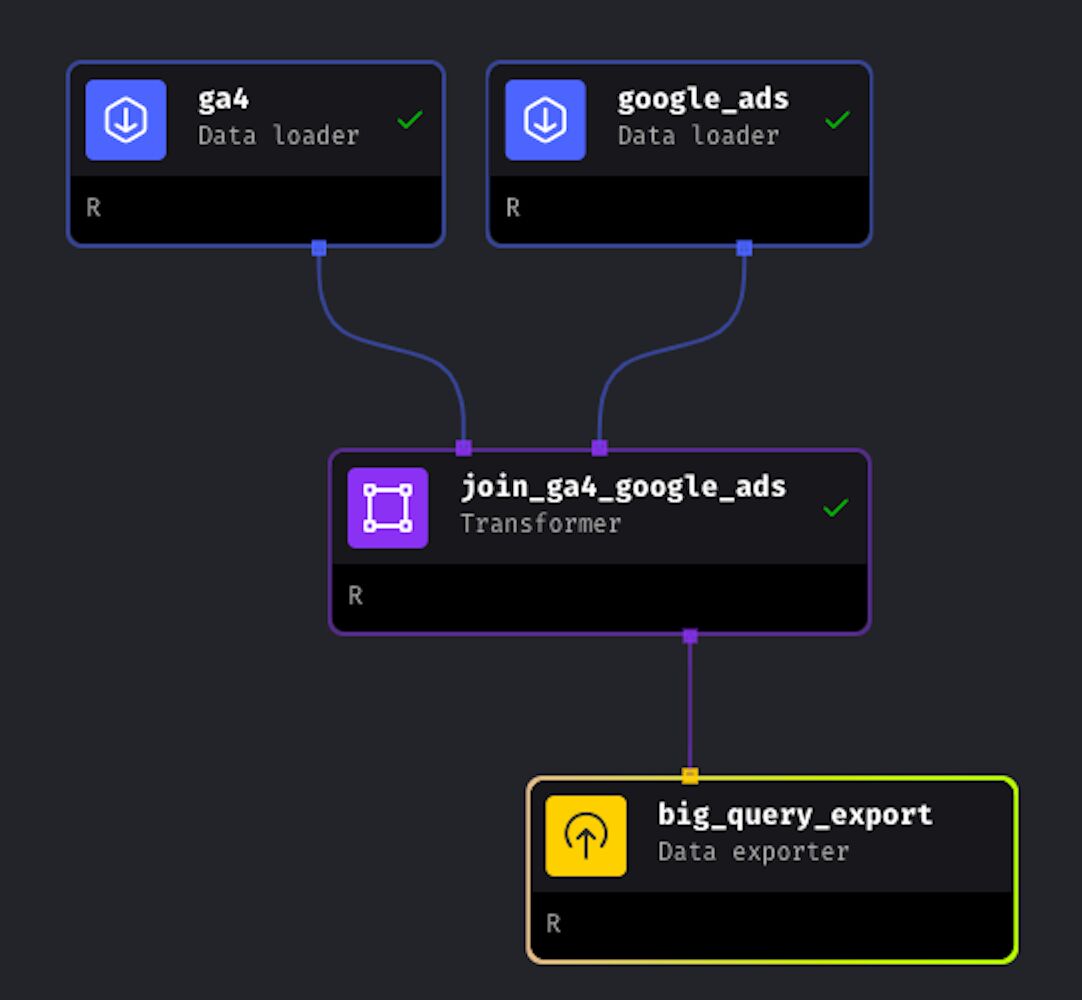 ga4
Data loader
R
google_ads
Data loader
R
join_ga4_google_ads
Transformer
R
big_query_export
Data exporter
R